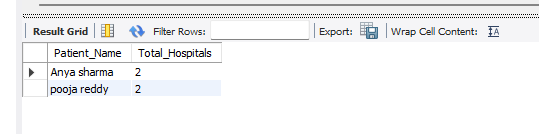 Result Grid Filter Rows: Export: Wrap Cell Content:
Patient_Name Total_Hospitals
Anya sharma 2
pooja reddy 2